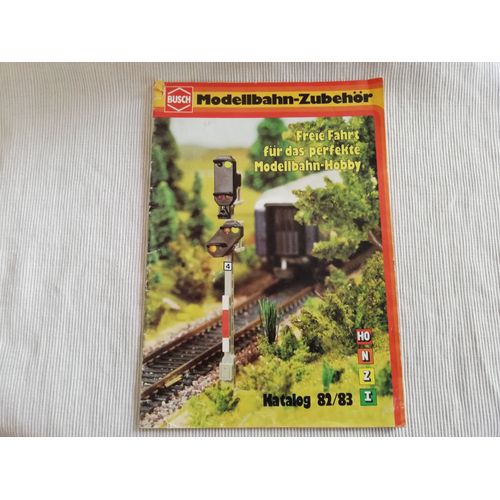 BUSCH
Modellbahn-Zubehör
Freie Fahrt
für das perfekte
Modellbahn-Hobby
4
HO
N
Z
I
Katalog 82/83